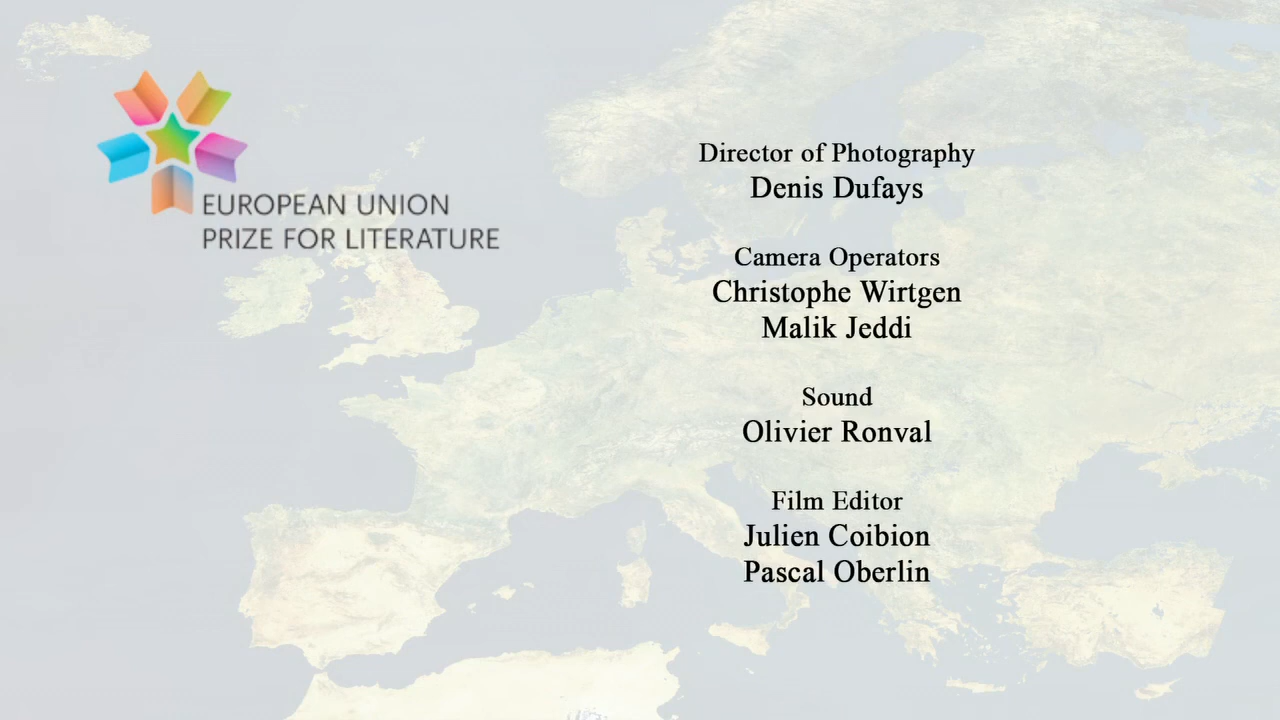 EUROPEAN UNION
PRIZE FOR LITERATURE
Director of Photography
Denis Dufays
Camera Operators
Christophe Wirtgen
Malik Jeddi
Sound
Olivier Ronval
Film Editor
Julien Coibion
Pascal Oberlin